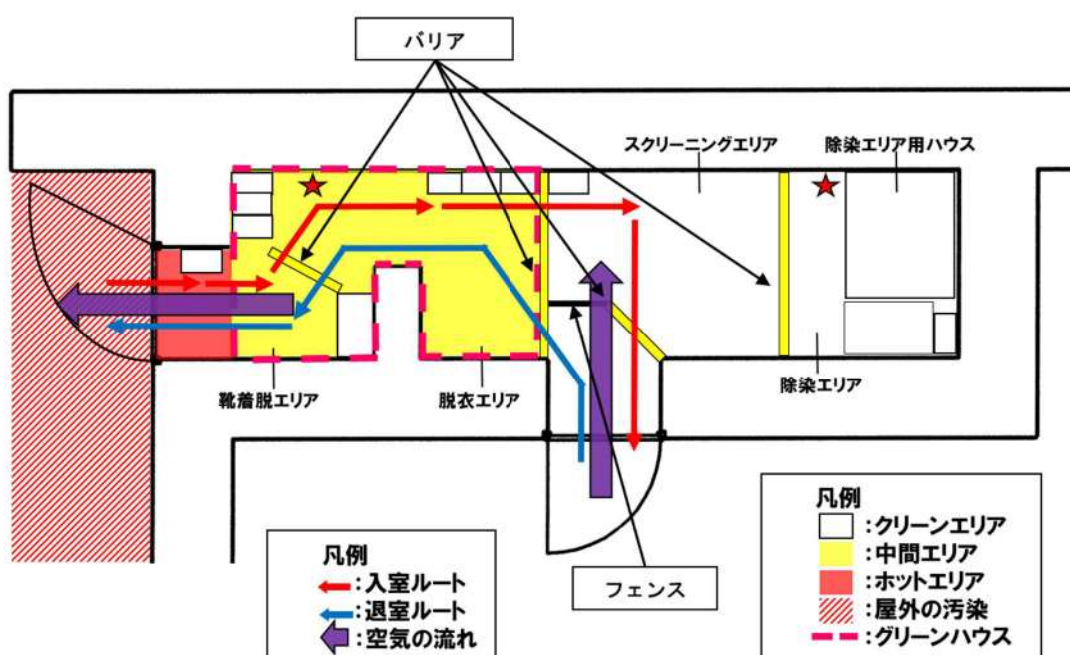 バリア
スクリーニングエリア
除染エリア用ハウス
靴着脱エリア
脱衣エリア
除染エリア
フェンス
凡例
:入室ルート
:退室ルート
:空気の流れ
凡例
:クリーンエリア
:中間エリア
:ホットエリア
:屋外の汚染
:グリーンハウス